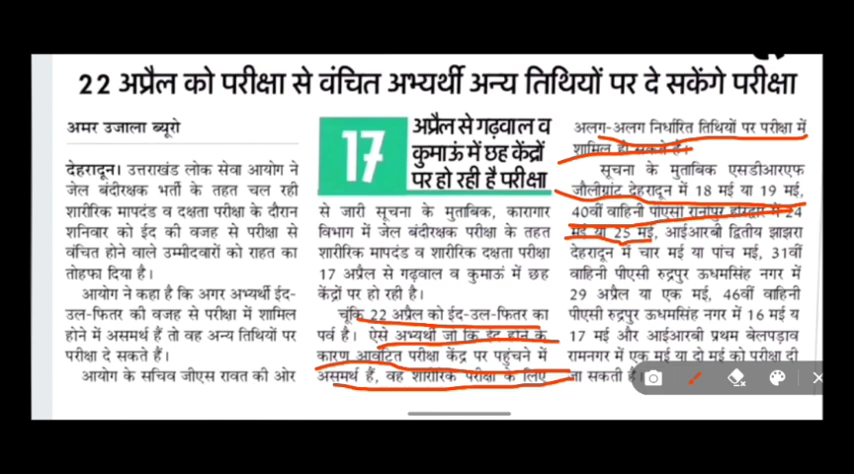 22 अप्रैल को परीक्षा से वंचित अभ्यर्थी अन्य तिथियों पर दे सकेंगे परीक्षा
अमर उजाला ब्यूरो
देहरादून। उत्तराखंड लोक सेवा आयोग ने
जेल बंदीरक्षक भर्ती के तहत चल रही
शारीरिक मापदंड व दक्षता परीक्षा के दौरान
शनिवार को ईद की वजह से परीक्षा से
वंचित होने वाले उम्मीदवारों को राहत का
तोहफा दिया है।
आयोग ने कहा है कि अगर अभ्यर्थी ईद-
उल-फितर की वजह से परीक्षा में शामिल
होने में असमर्थ हैं तो वह अन्य तिथियों पर
परीक्षा दे सकते हैं।
आयोग के सचिव जीएस रावत की ओर
17
अप्रैल से गढ़वाल व
कुमाऊं में छह केंद्रों
पर हो रही है परीक्षा
से जारी सूचना के मुताबिक, कारागार
विभाग में जेल बंदीरक्षक परीक्षा के तहत
शारीरिक मापदंड व शारीरिक दक्षता परीक्षा
17 अप्रैल से गढ़वाल व कुमाऊं में छह
केंद्रों पर हो रही है।
चूंकि 22 अप्रैल को ईद-उल-फितर का
पर्व है। ऐसे अभ्यर्थी जो कि ईद होने के
कारण आवंटित परीक्षा केंद्र पर पहुंचने में
असमर्थ हैं, वह शारीरिक परीक्षा के लिए
अलग-अलग निर्धारित तिथियों पर परीक्षा में
शामिल हो सकते हैं।
सूचना के मुताबिक एसडीआरएफ
जौलीग्रांट देहरादून में 18 मई या 19 मई,
40वीं वाहिनी पीएसी रानीपुर हरिद्वार में 24
मई या 25 मई, आईआरबी द्वितीय झाझरा
देहरादून में चार मई या पांच मई, 31वीं
वाहिनी पीएसी रुद्रपुर ऊधमसिंह नगर में
29 अप्रैल या एक मई, 46वीं वाहिनी
पीएसी रुद्रपुर ऊधमसिंह नगर में 16 मई य
17 मई और आईआरबी प्रथम बेलपड़ाव
रामनगर में एक मई या दो मई को परीक्षा दी
जा सकती है।